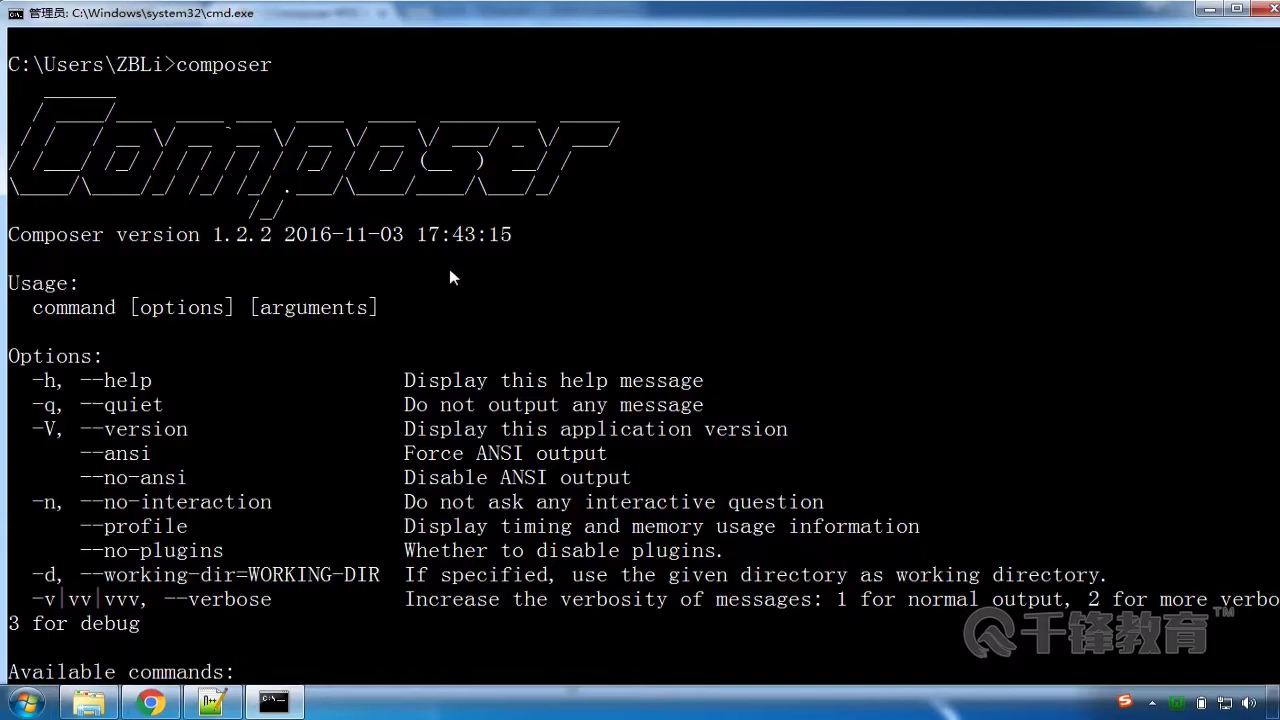 管理员: C:\Windows\system32\cmd.exe
C:\Users\ZBLi>composer
Composer
Composer version 1.2.2 2016-11-03 17:43:15
Usage:
command [options] [arguments]
Options:
-h, --help Display this help message
-q, --quiet Do not output any message
-V, --version Display this application version
--ansi Force ANSI output
--no-ansi Disable ANSI output
-n, --no-interaction Do not ask any interactive question
--profile Display timing and memory usage information
--no-plugins Whether to disable plugins.
-d, --working-dir=WORKING-DIR If specified, use the given directory as working directory.
-v|vv|vvv, --verbose Increase the verbosity of messages: 1 for normal output, 2 for more verbo
3 for debug
千锋教育™
Available commands: